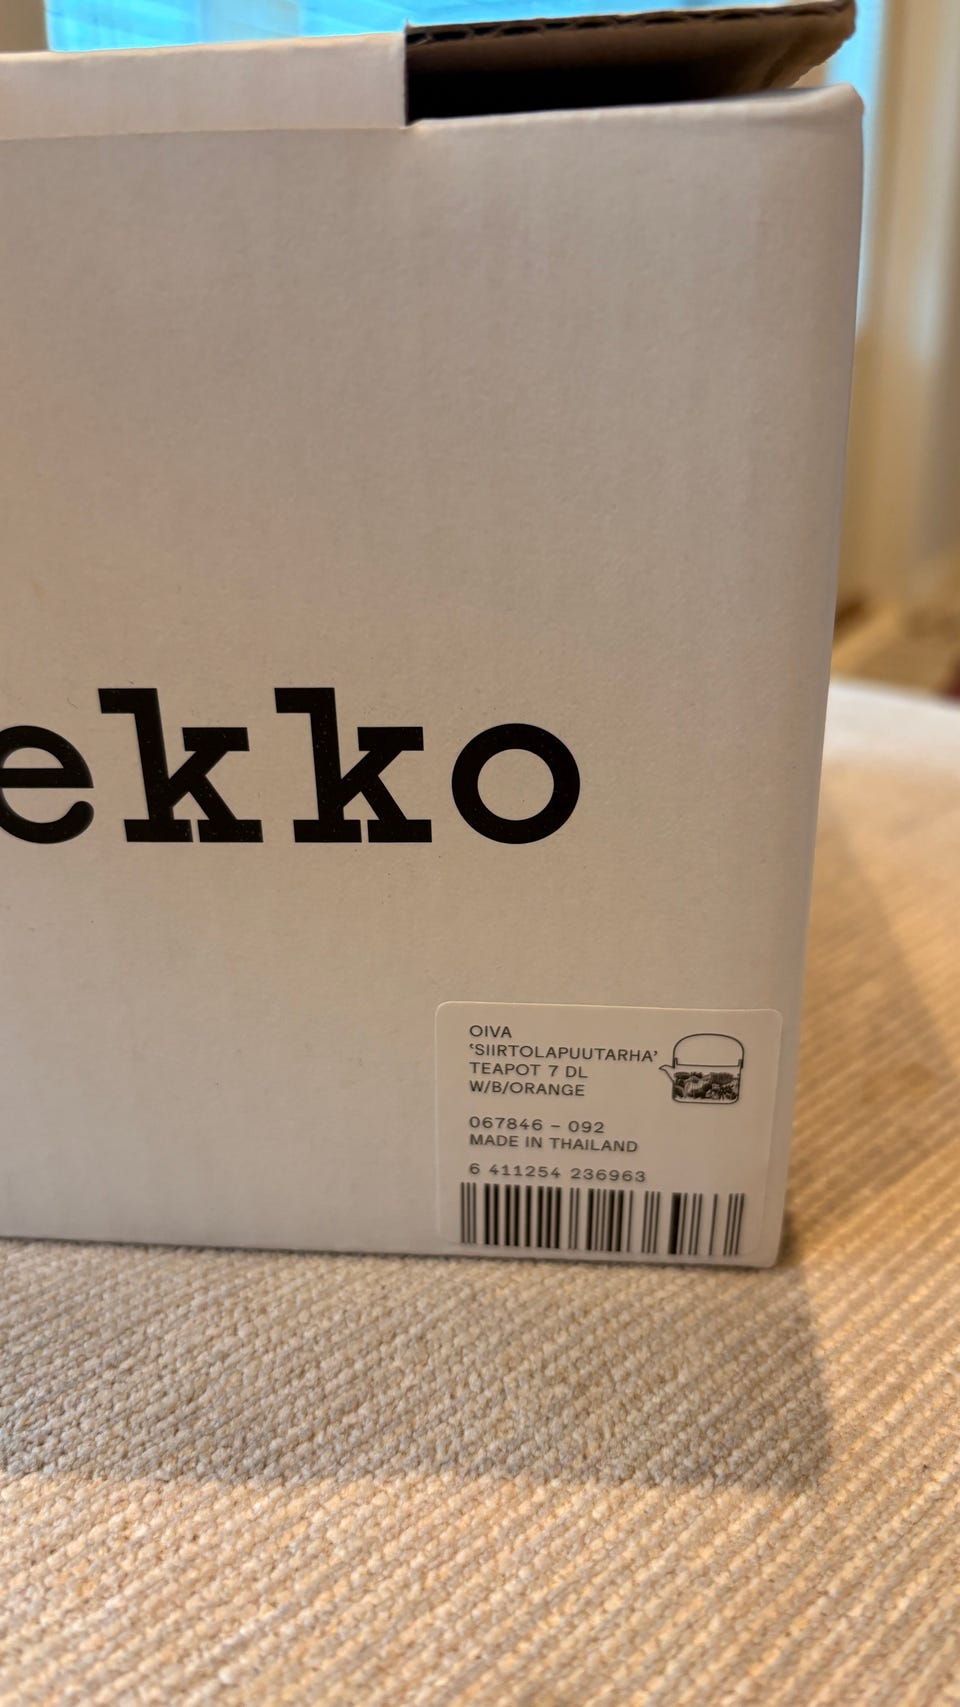 ekko
OIVA
‘SIIRTOLAPUUTARHA’
TEAPOT 7 DL
W/B/ORANGE
067846 – 092
MADE IN THAILAND
6 411254 236963